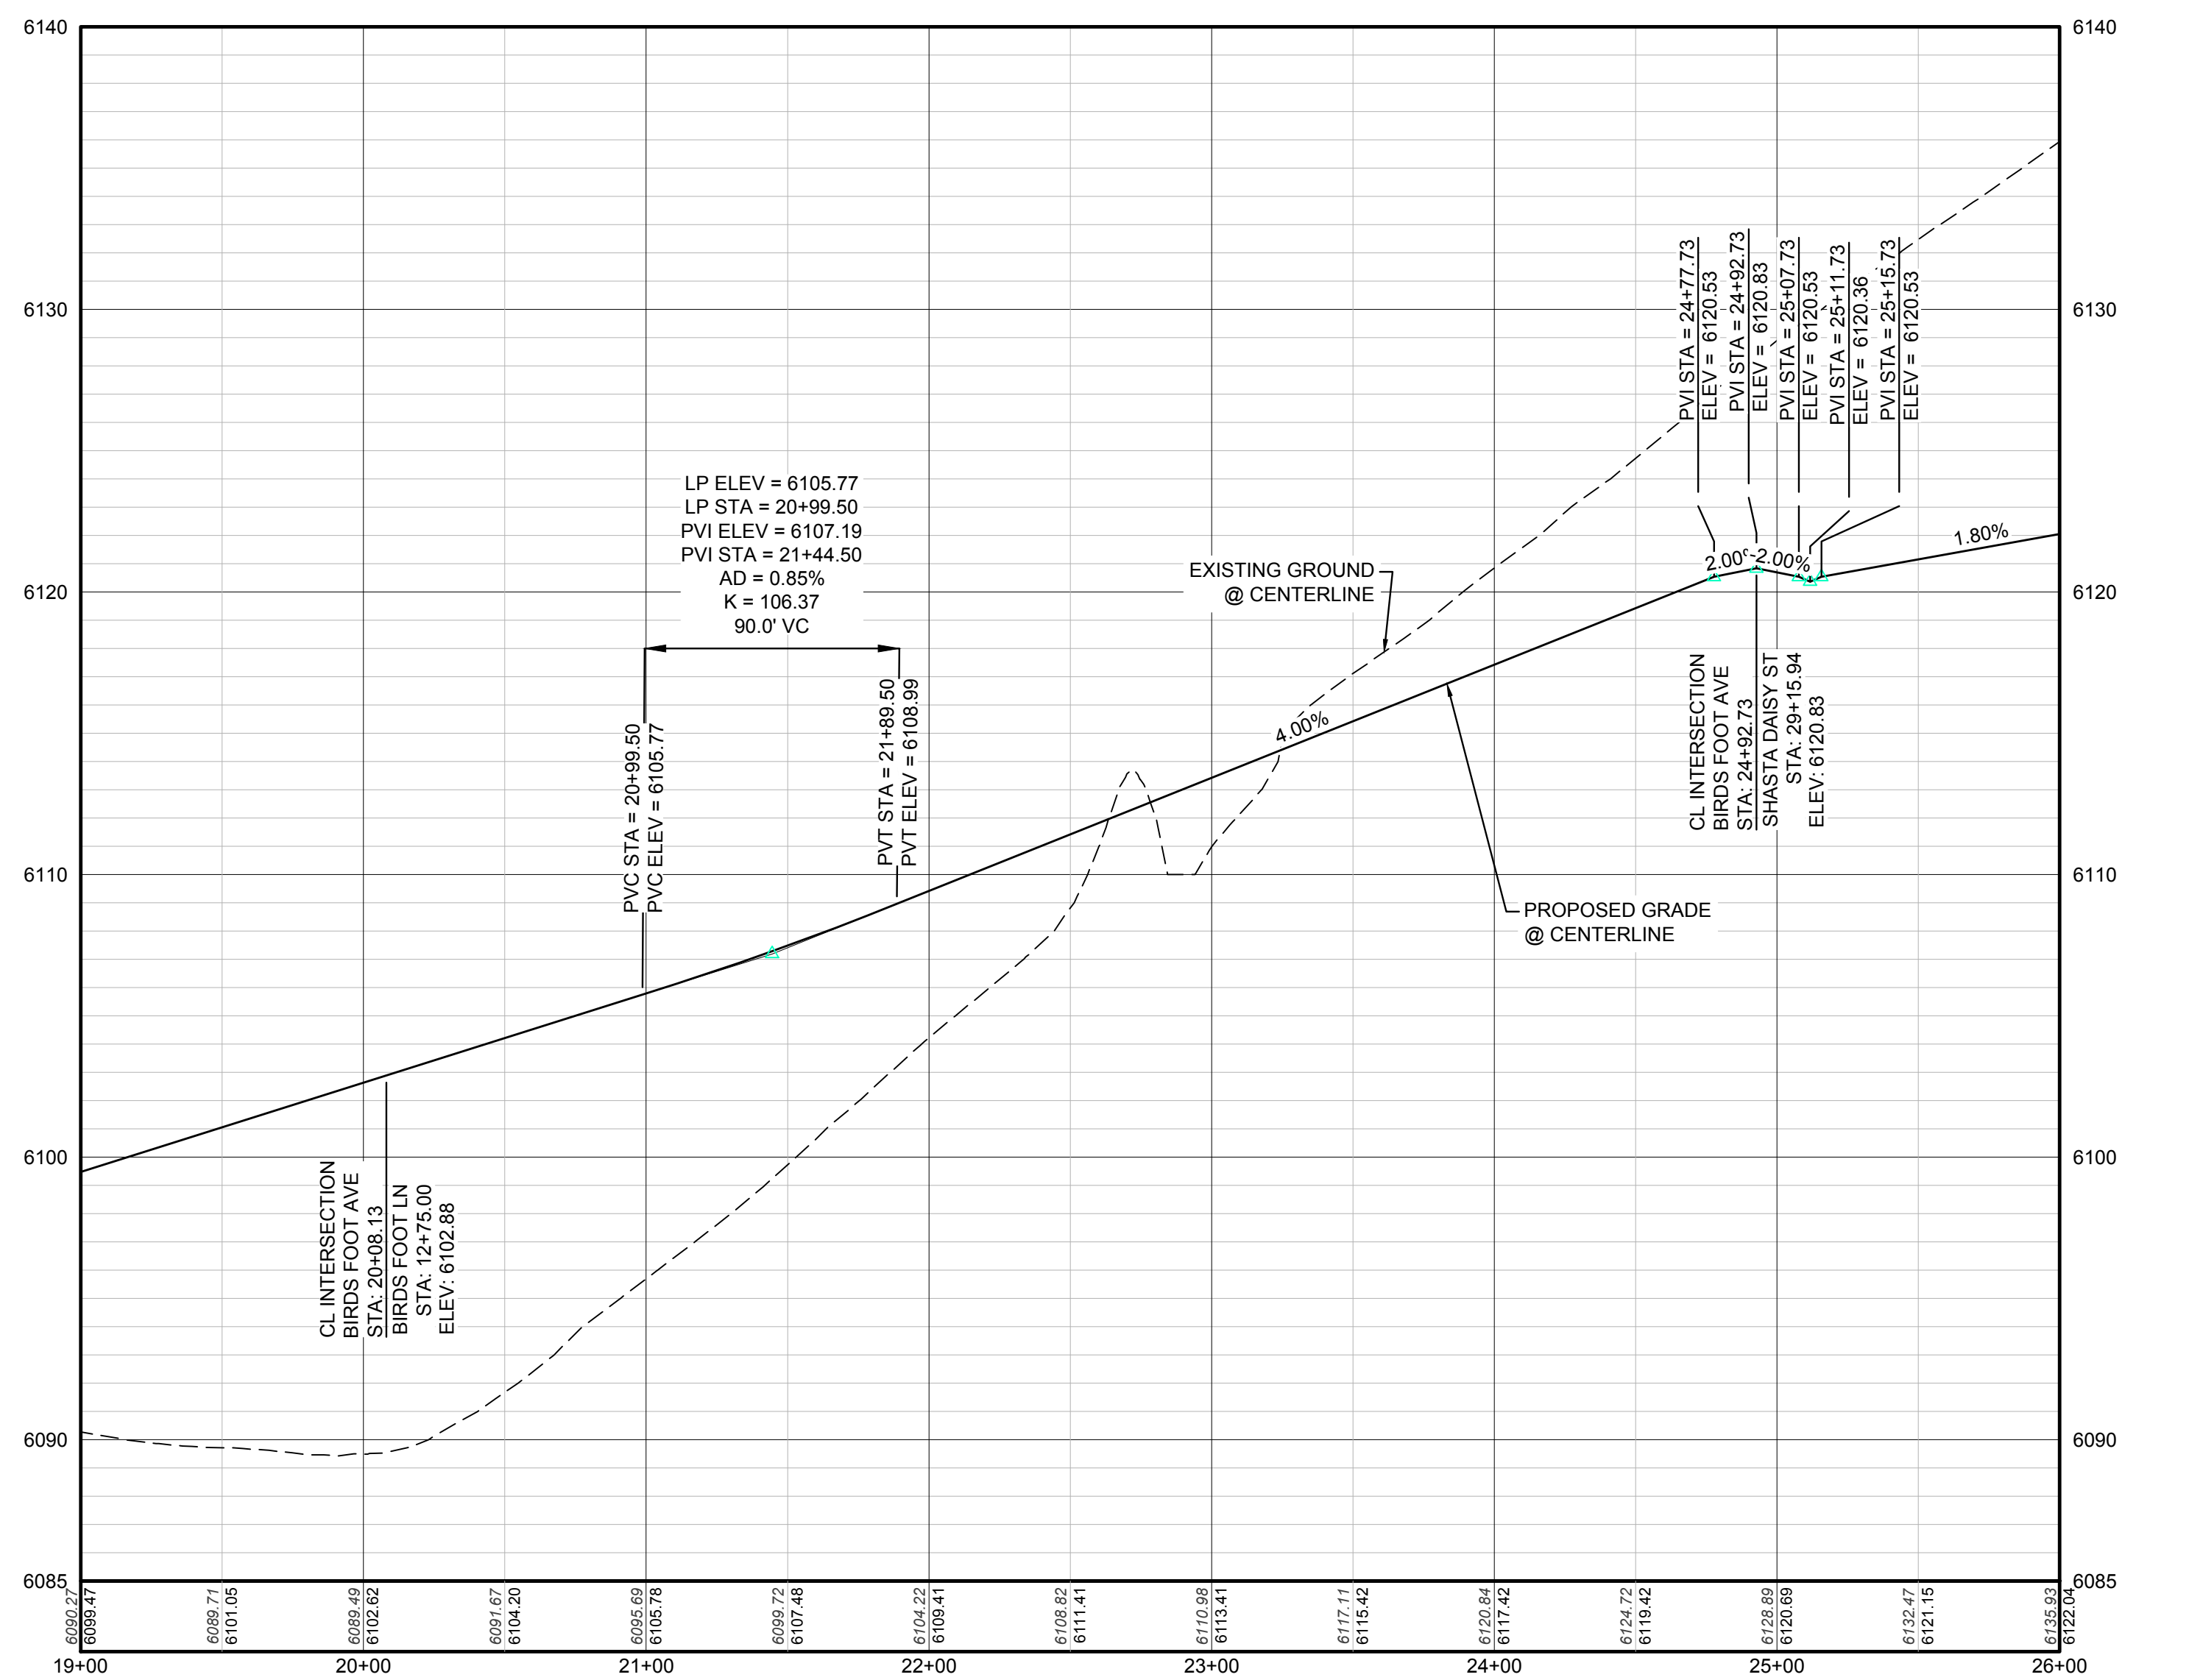 6140
6140
6130
6130
6120
6120
6110
6110
6100
6100
6090
6090
6085
6085
PVI STA = 24+77.73
ELEV = 6120.53
PVI STA = 24+92.73
ELEV = 6120.83
PVI STA = 25+07.73
ELEV = 6120.53
PVI STA = 25+11.73
ELEV = 6120.36
PVI STA = 25+15.73
ELEV = 6120.53
LP ELEV = 6105.77
LP STA = 20+99.50
PVI ELEV = 6107.19
PVI STA = 21+44.50
AD = 0.85%
K = 106.37
90.0' VC
PVC STA = 20+99.50
PVC ELEV = 6105.77
PVT STA = 21+89.50
PVT ELEV = 6108.99
EXISTING GROUND
@ CENTERLINE
4.00%
2.00%
-2.00%
1.80%
PROPOSED GRADE
@ CENTERLINE
CL INTERSECTION
BIRDS FOOT AVE
STA: 24+92.73
SHASTA DAISY ST
STA: 29+15.94
ELEV: 6120.83
CL INTERSECTION
BIRDS FOOT AVE
STA: 20+08.13
BIRDS FOOT LN
STA: 12+75.00
ELEV: 6102.88
6090.27
6099.47
6089.71
6101.05
6089.49
6102.62
6091.67
6104.20
6095.69
6105.78
6099.72
6107.48
6104.22
6109.41
6108.82
6111.41
6110.98
6113.41
6117.11
6115.42
6120.84
6117.42
6124.72
6119.42
6128.89
6120.69
6132.47
6121.15
6135.93
6122.04
19+00
20+00
21+00
22+00
23+00
24+00
25+00
26+00